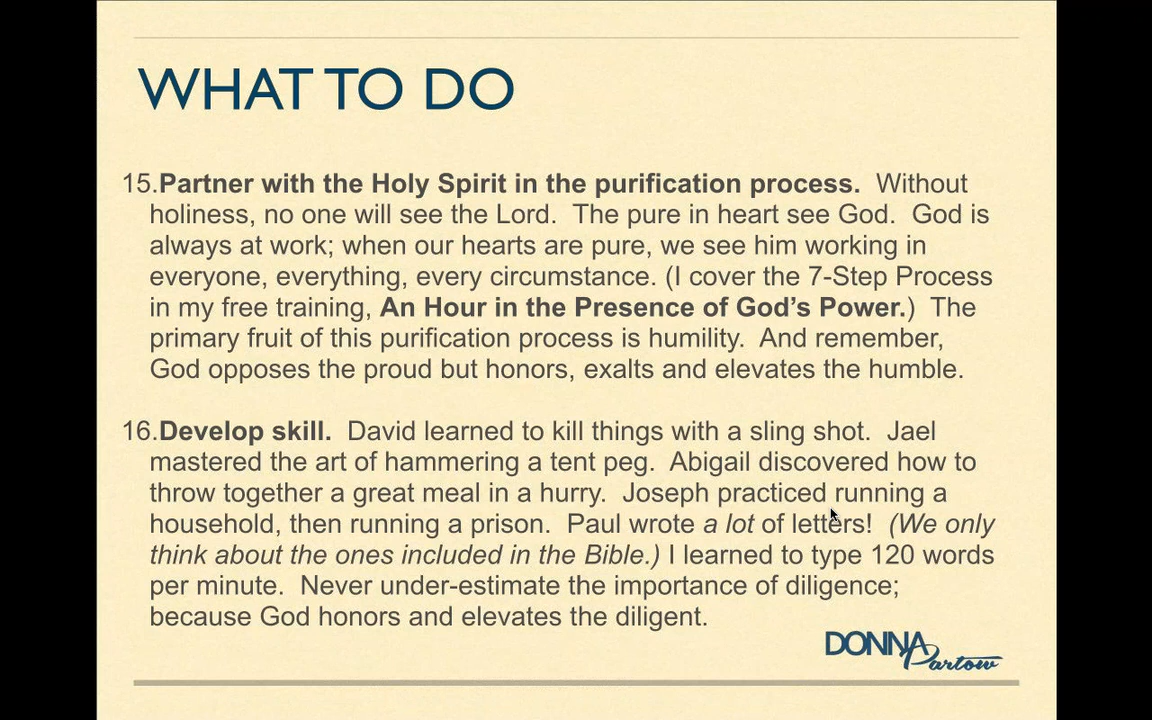 WHAT TO DO
15.Partner with the Holy Spirit in the purification process.  Without
holiness, no one will see the Lord.  The pure in heart see God.  God is
always at work; when our hearts are pure, we see him working in
everyone, everything, every circumstance. (I cover the 7-Step Process
in my free training, An Hour in the Presence of God’s Power.)  The
primary fruit of this purification process is humility.  And remember,
God opposes the proud but honors, exalts and elevates the humble.
16.Develop skill.  David learned to kill things with a sling shot.  Jael
mastered the art of hammering a tent peg.  Abigail discovered how to
throw together a great meal in a hurry.  Joseph practiced running a
household, then running a prison.  Paul wrote a lot of letters!  (We only
think about the ones included in the Bible.) I learned to type 120 words
per minute.  Never under-estimate the importance of diligence;
because God honors and elevates the diligent.
DONNA
Partow